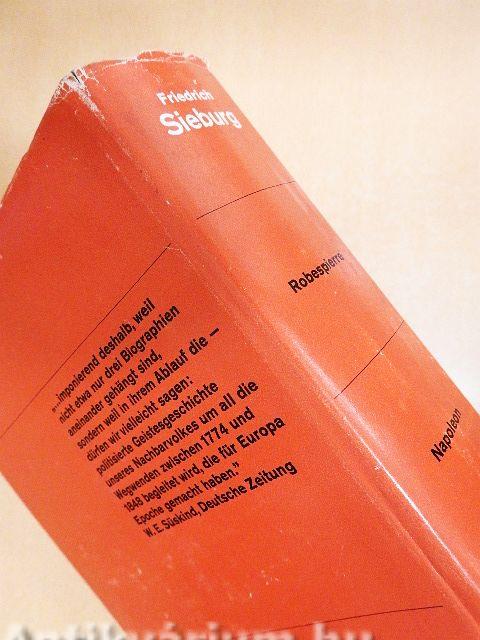 Friedrich
Sieburg
Robespierre
Napoleon
„...imponierend deshalb, weil
nicht etwa nur drei Biographien
aneinander gehängt sind,
sondern weil in ihrem Ablauf die —
dürfen wir vielleicht sagen:
politisierte Geistesgeschichte
unseres Nachbarvolkes um all die
Wegwenden zwischen 1774 und
1848 begleitet wird, die für Europa
Epoche gemacht haben.”
W. E. Süskind, Deutsche Zeitung
Antikvárium.hu